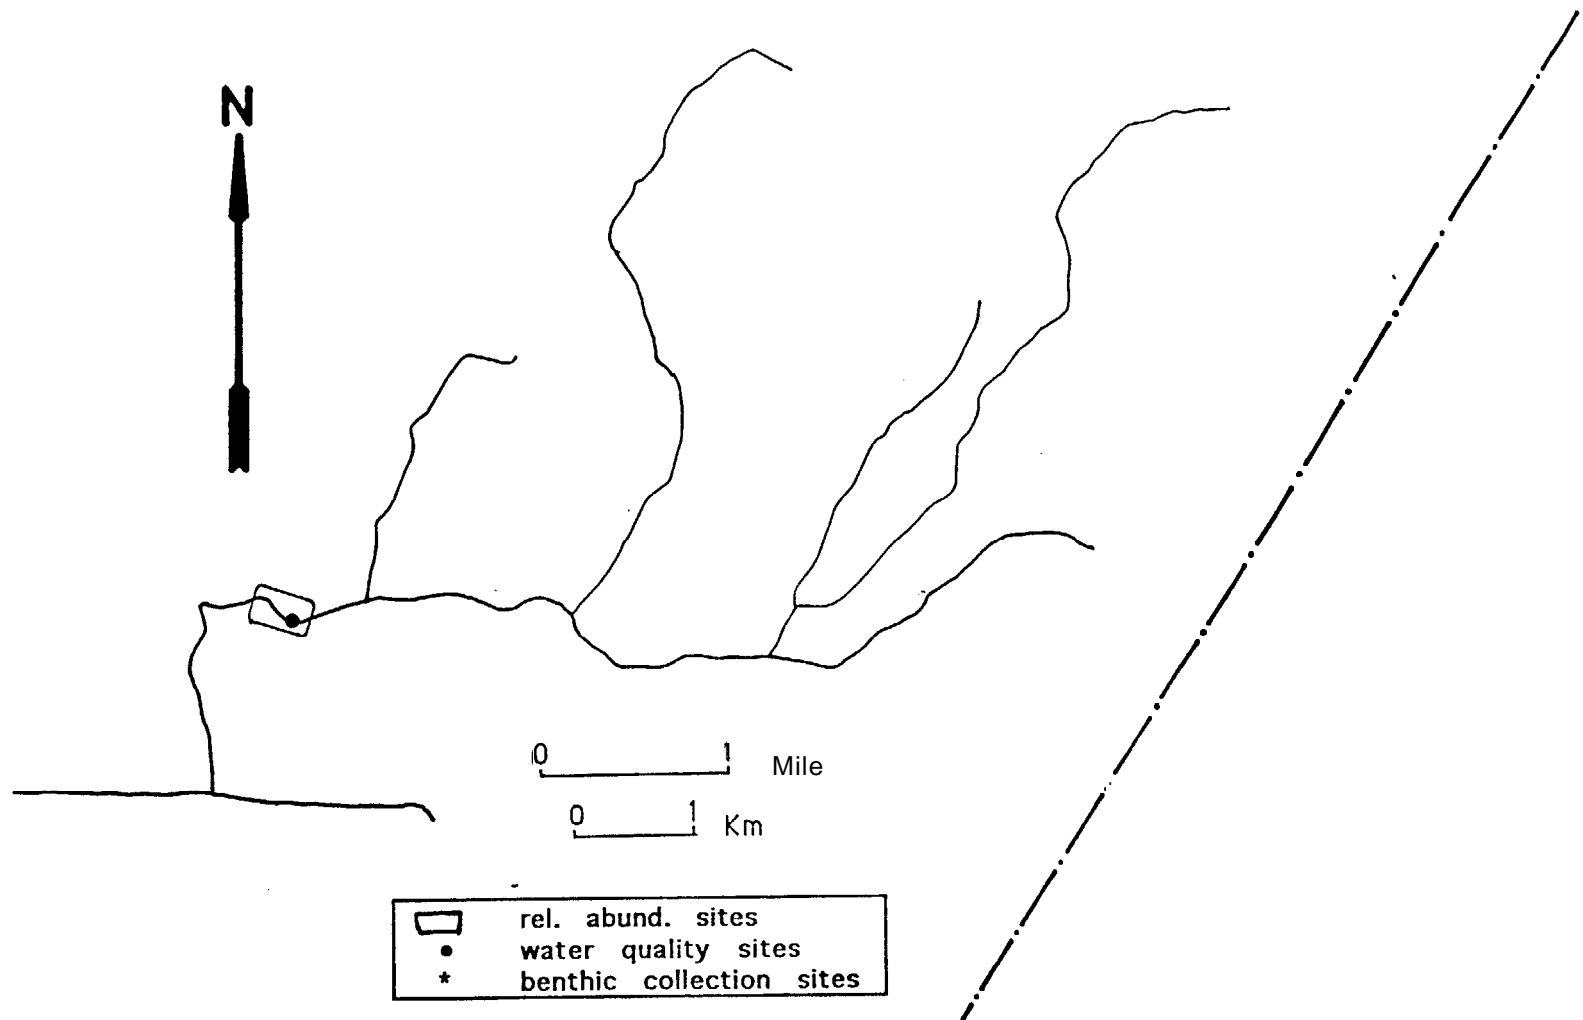 N
0 1 Mile
0 1 Km
rel. abund. sites
• water quality sites
* benthic collection sites